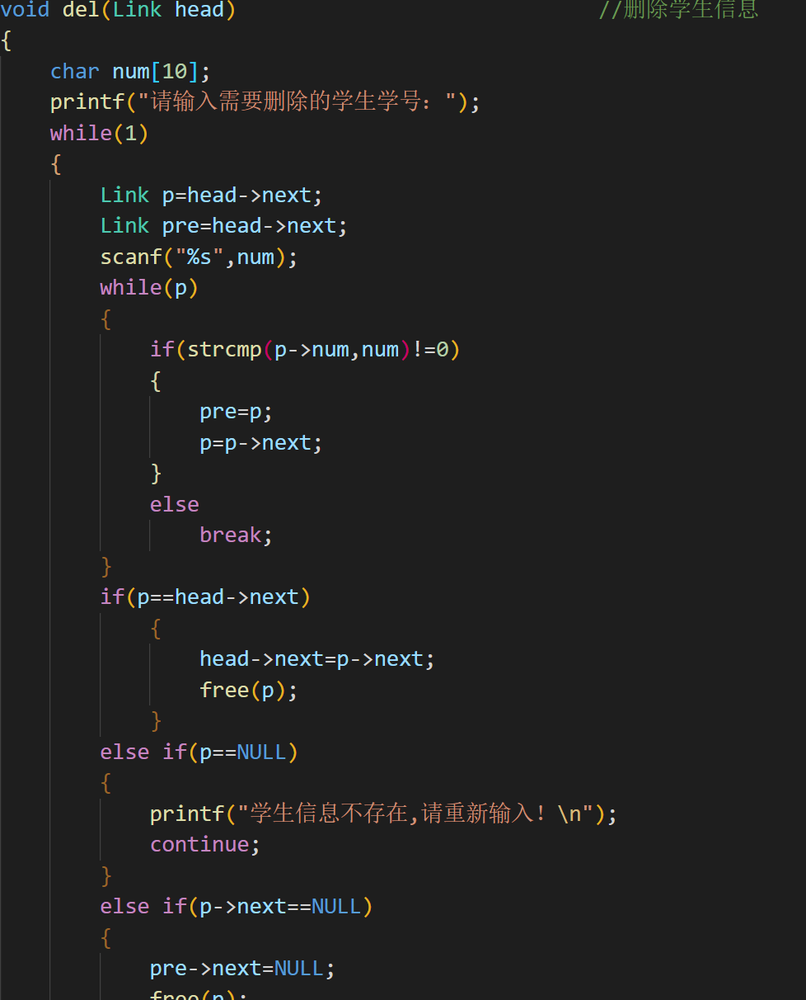 void del(Link head) //删除学生信息
{
    char num[10];
    printf("请输入需要删除的学生学号：");
    while(1)
    {
        Link p=head->next;
        Link pre=head->next;
        scanf("%s",num);
        while(p)
        {
            if(strcmp(p->num,num)!=0)
            {
                pre=p;
                p=p->next;
            }
            else
                break;
        }
        if(p==head->next)
            {
                head->next=p->next;
                free(p);
            }
        else if(p==NULL)
        {
            printf("学生信息不存在,请重新输入！\n");
            continue;
        }
        else if(p->next==NULL)
        {
            pre->next=NULL;
            free(p);